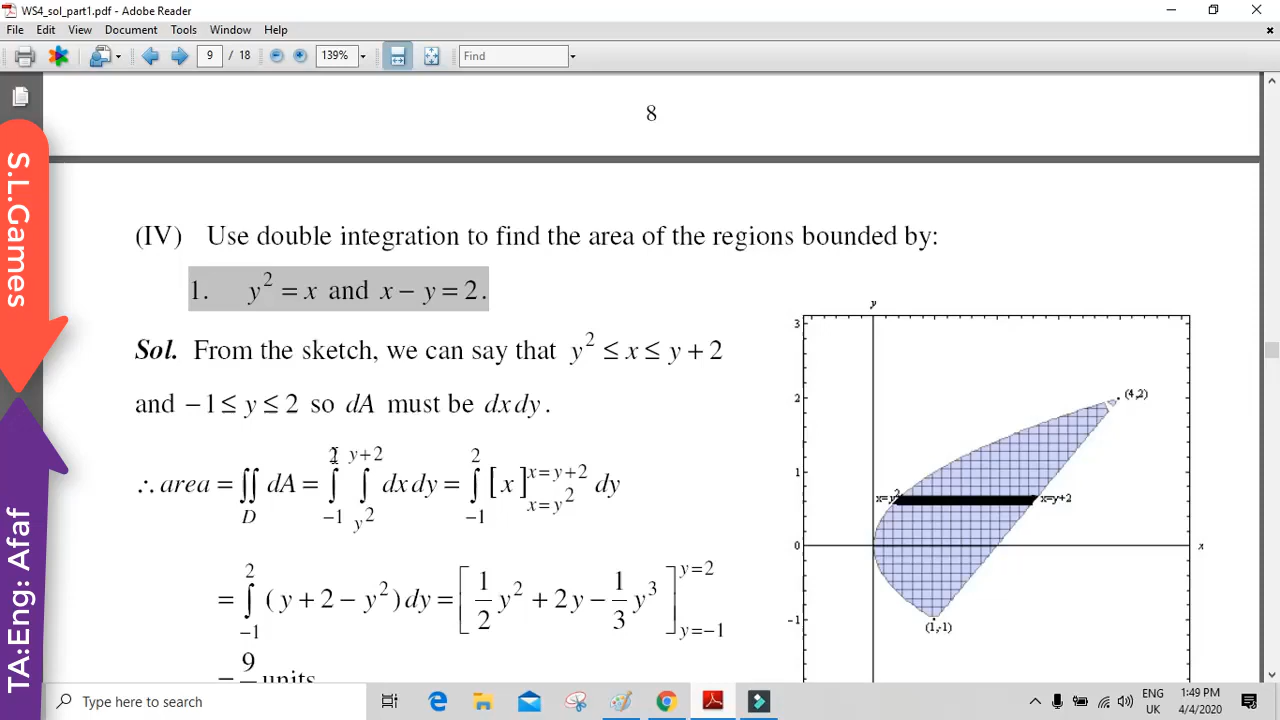 WS4_sol_part1.pdf - Adobe Reader
File Edit View Document Tools Window Help
9 / 18 139% Find
8
S.L.Games
TA:Eng: Afaf
(IV) Use double integration to find the area of the regions bounded by:
1. y² = x and x − y = 2.
Sol. From the sketch, we can say that y² ≤ x ≤ y + 2
and −1 ≤ y ≤ 2 so dA must be dx dy.
∴ area = ∬_D dA = ∫_{−1}^{2} ∫_{y²}^{y+2} dx dy = ∫_{−1}^{2} [x]_{x=y²}^{x=y+2} dy
= ∫_{−1}^{2} (y + 2 − y²) dy = [1/2 y² + 2y − 1/3 y³]_{y=−1}^{y=2}
= 9 units
y
3
2
1
0
−1
x
(4,2)
x=y²
x=y+2
(1,-1)
Type here to search
ENG
UK
1:49 PM
4/4/2020